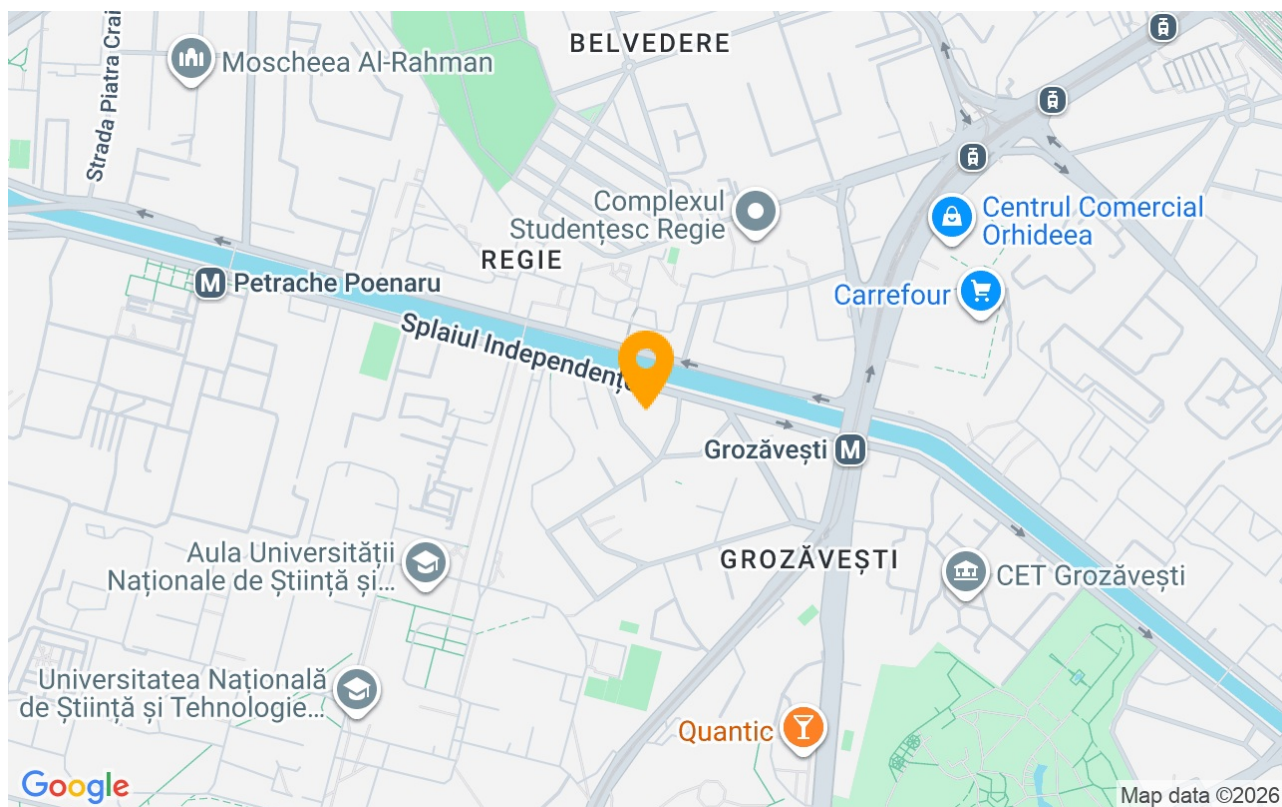 BELVEDERE
Moscheea Al-Rahman
Strada Piatra Crai
Complexul
Studențesc Regie
Centrul Comercial
Orhideea
REGIE
Petrache Poenaru
Carrefour
Splaiul Independențe
Grozăvești
Aula Universității
Naționale de Știință și...
GROZĂVEȘTI
CET Grozăvești
Universitatea Națională
de Știință și Tehnologie...
Quantic
Google
Map data ©2026